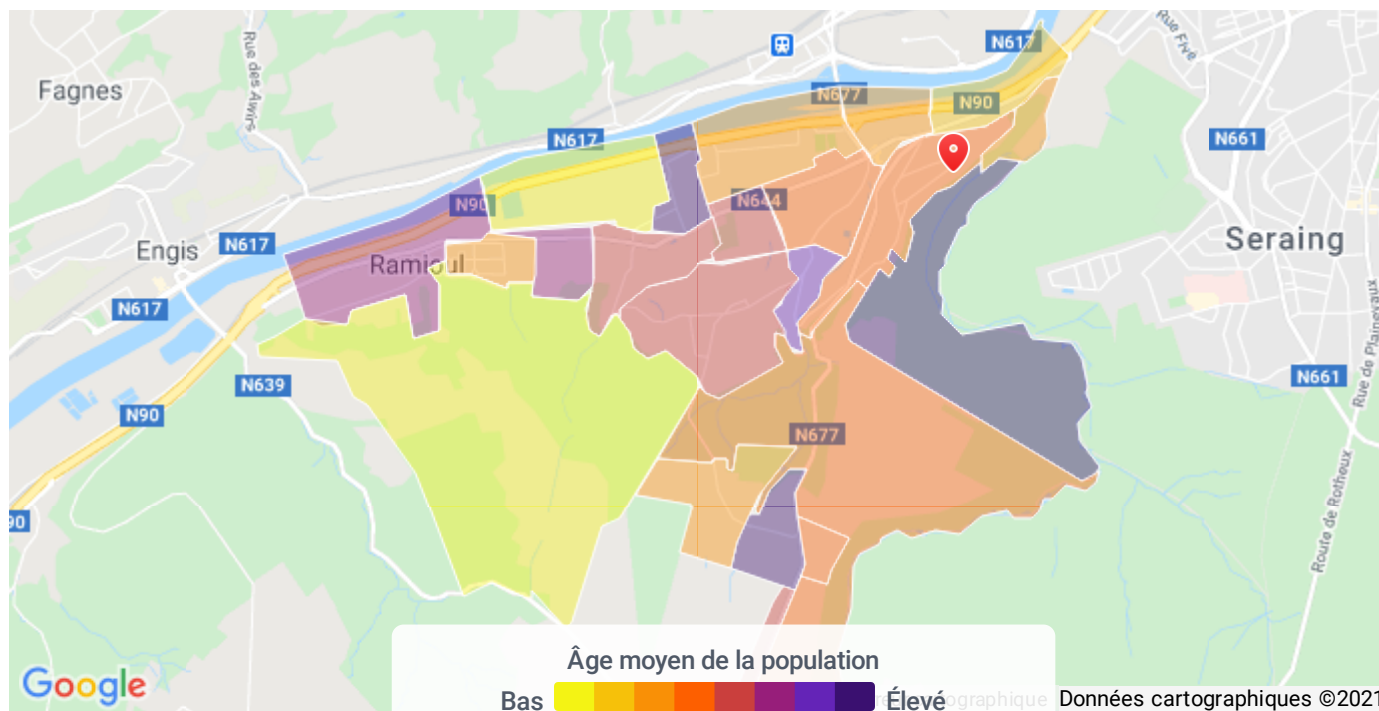 Rue Five
N617
Fagnes
Rue des Awirs
N677
N90
N661
N617
N90
N644
Seraing
Engis
N617
Ramioul
N617
N639
N661
N90
N677
Rue de Plainevaux
Route de Rotheux
90
Âge moyen de la population
Google
Bas
Élevé
ographique
Données cartographiques ©2021